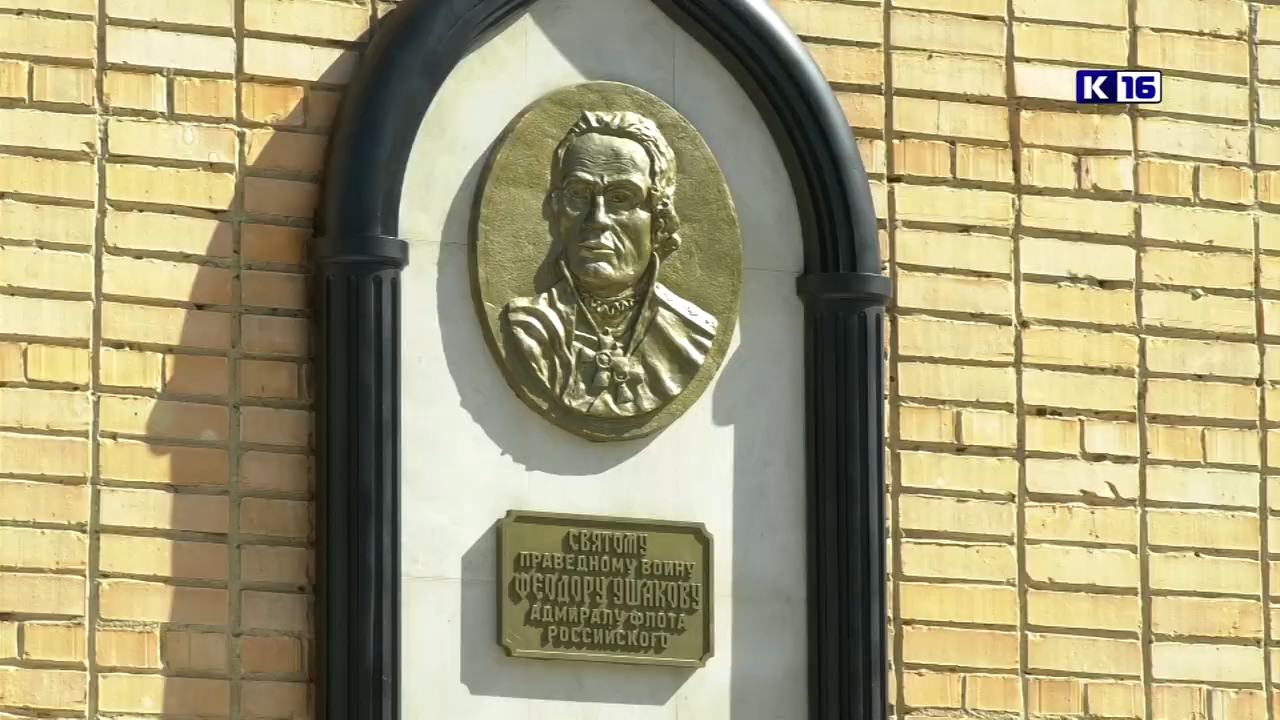 К 16
СВЯТОМУ
ПРАВЕДНОМУ ВОИНУ
ФЕОДОРУ УШАКОВУ
АДМИРАЛУ ФЛОТА
РОССИЙСКОГО